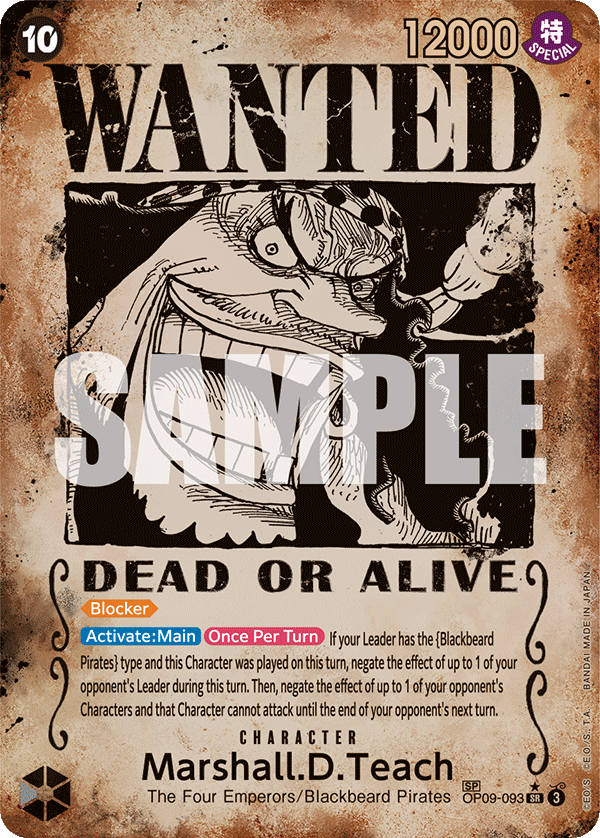 10
12000
特
SPECIAL
WANTED
SAMPLE
DEAD OR ALIVE
Blocker
Activate:Main Once Per Turn If your Leader has the {Blackbeard
Pirates} type and this Character was played on this turn, negate the effect of up to 1 of your
opponent's Leader during this turn. Then, negate the effect of up to 1 of your opponent's
Characters and that Character cannot attack until the end of your opponent's next turn.
CHARACTER
Marshall.D.Teach
The Four Emperors/Blackbeard Pirates
SP
OP09-093 SR 3
©E.O./S., ©E.O./S., T.A. BANDAI MADE IN JAPAN